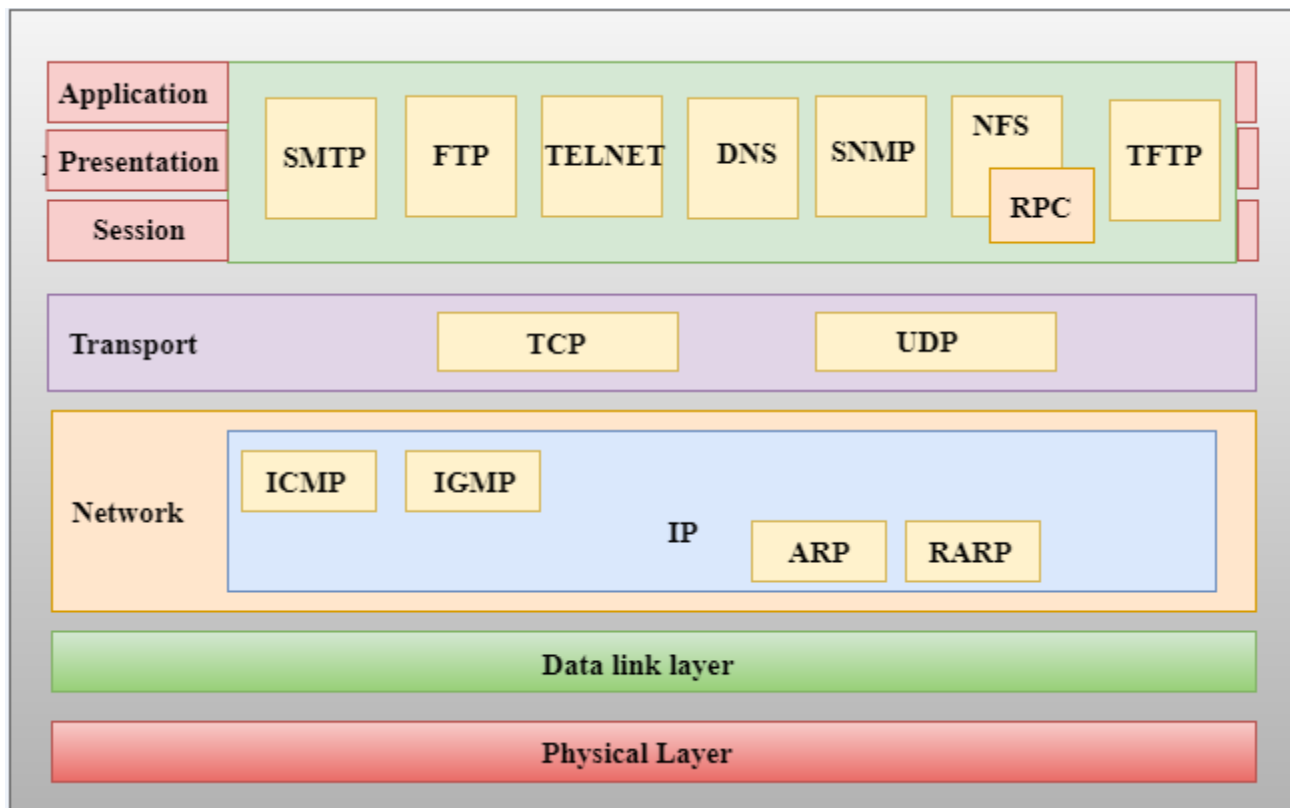 Application
Presentation
Session
SMTP
FTP
TELNET
DNS
SNMP
NFS
RPC
TFTP
Transport
TCP
UDP
Network
ICMP
IGMP
IP
ARP
RARP
Data link layer
Physical Layer